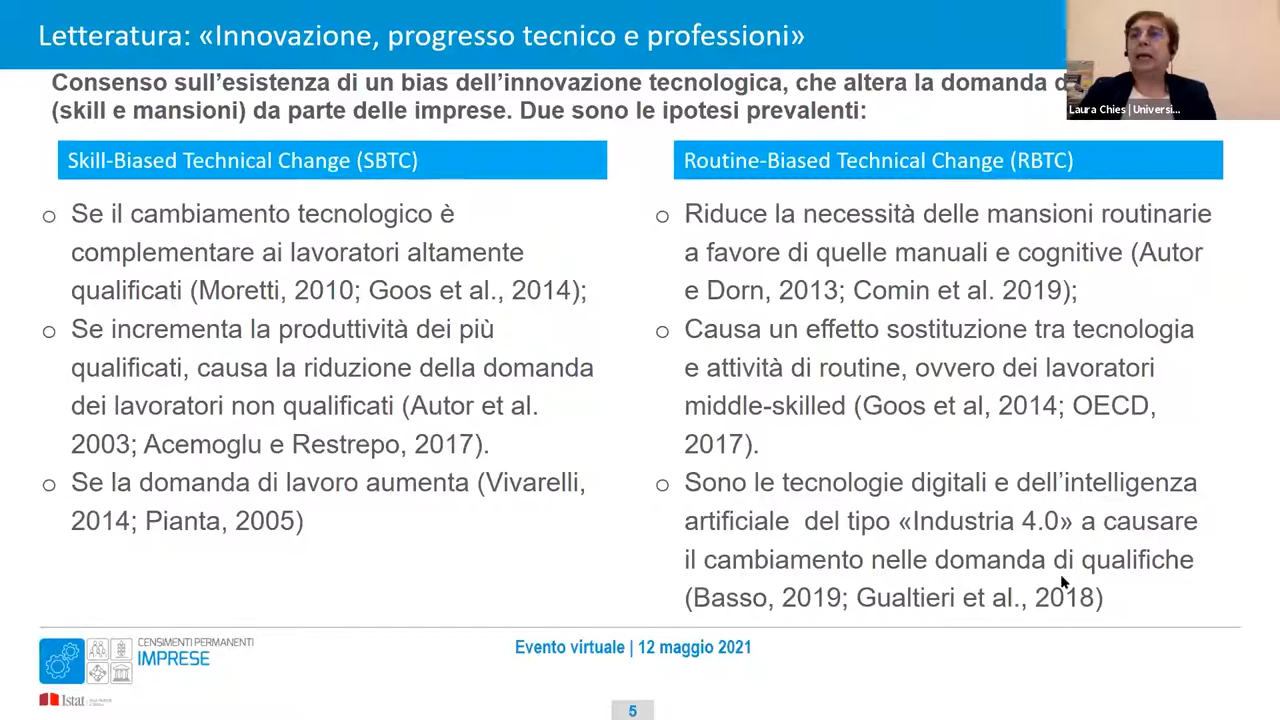 Letteratura: «Innovazione, progresso tecnico e professioni»
Consenso sull'esistenza di un bias dell'innovazione tecnologica, che altera la domanda
(skill e mansioni) da parte delle imprese. Due sono le ipotesi prevalenti:
Laura Chies | Universi...
Skill-Biased Technical Change (SBTC)
o Se il cambiamento tecnologico è
complementare ai lavoratori altamente
qualificati (Moretti, 2010; Goos et al., 2014);
o Se incrementa la produttività dei più
qualificati, causa la riduzione della domanda
dei lavoratori non qualificati (Autor et al.
2003; Acemoglu e Restrepo, 2017).
o Se la domanda di lavoro aumenta (Vivarelli,
2014; Pianta, 2005)
Routine-Biased Technical Change (RBTC)
o Riduce la necessità delle mansioni routinarie
a favore di quelle manuali e cognitive (Autor
e Dorn, 2013; Comin et al. 2019);
o Causa un effetto sostituzione tra tecnologia
e attività di routine, ovvero dei lavoratori
middle-skilled (Goos et al, 2014; OECD,
2017).
o Sono le tecnologie digitali e dell'intelligenza
artificiale del tipo «Industria 4.0» a causare
il cambiamento nelle domanda di qualifiche
(Basso, 2019; Gualtieri et al., 2018)
CENSIMENTI PERMANENTI
IMPRESE
Istat
Evento virtuale | 12 maggio 2021
5